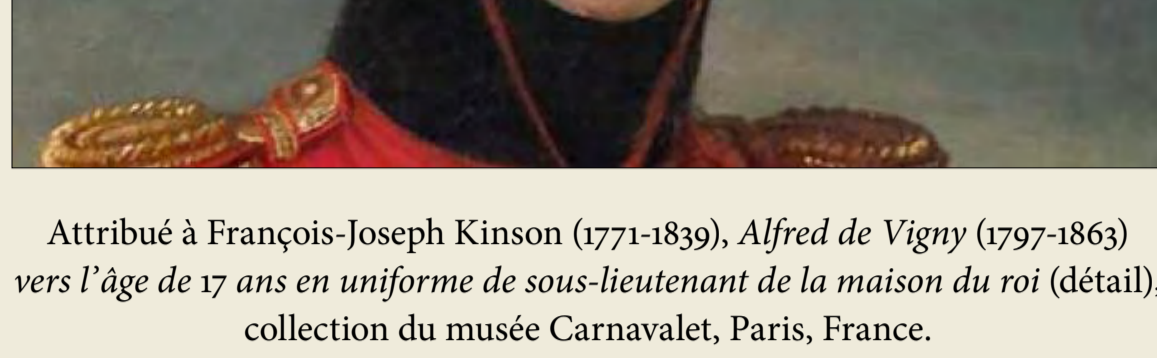 Attribué à François-Joseph Kinson (1771-1839), Alfred de Vigny (1797-1863)
vers l’âge de 17 ans en uniforme de sous-lieutenant de la maison du roi (détail),
collection du musée Carnavalet, Paris, France.